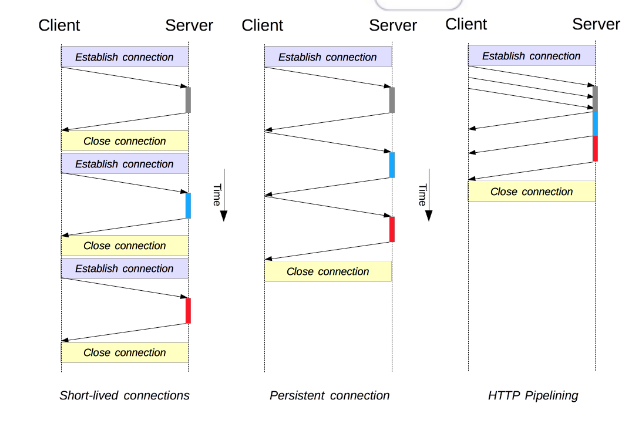 Client Server
Establish connection
Close connection
Establish connection
Close connection
Establish connection
Close connection
Short-lived connections
Time
Client Server
Establish connection
Close connection
Persistent connection
Time
Client Server
Establish connection
Close connection
HTTP Pipelining